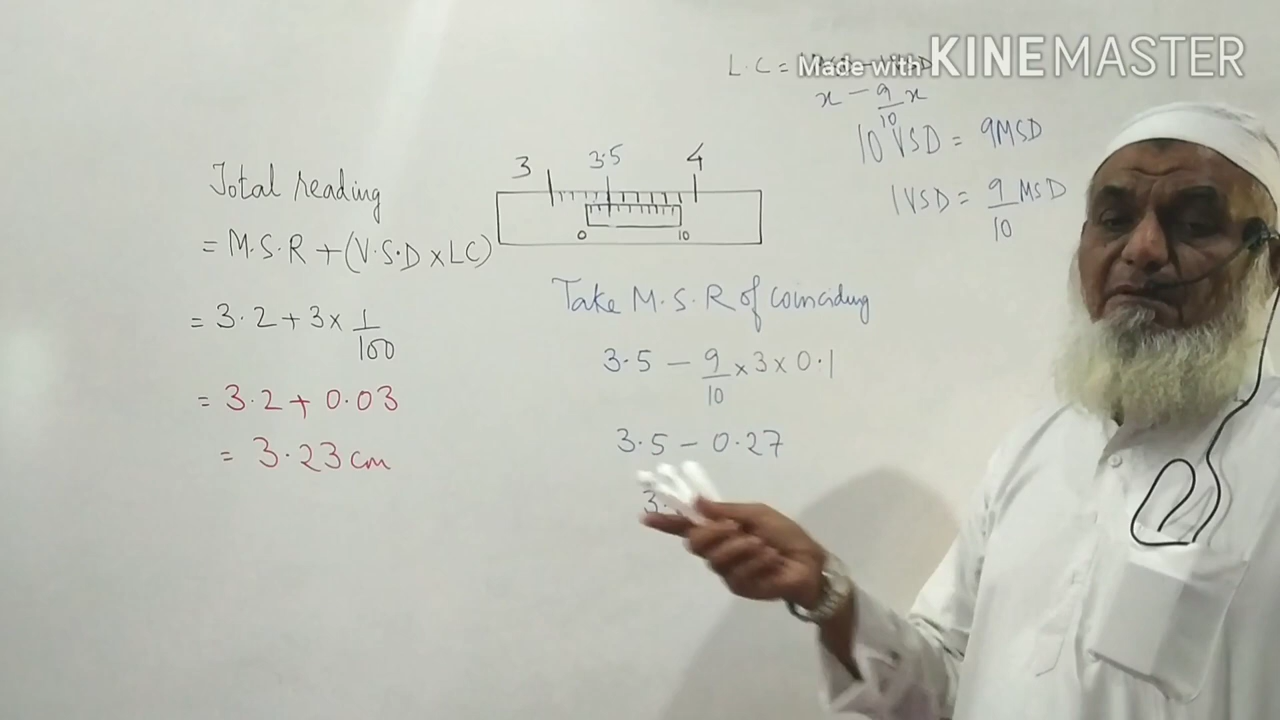 Made with KINEMASTER
L.C =
x - 9/10 x
10 VSD = 9MSD
1VSD = 9/10 MSD
3 3.5 4
0 10
Total reading
= M.S.R + (V.S.D x LC)
= 3.2 + 3 x 1/100
= 3.2 + 0.03
= 3.23 cm
Take M.S.R of coinciding
3.5 - 9/10 x 3 x 0.1
3.5 - 0.27
3.